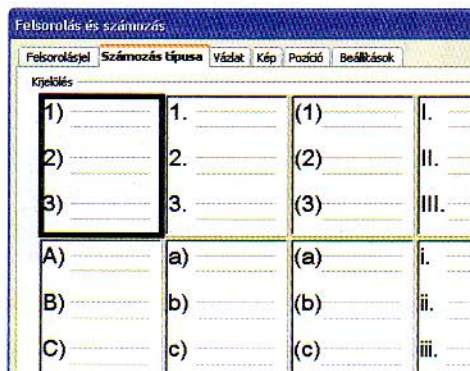 Felsorolás és számozás
Felsorolásjel Számozás típusa Vázlat Kép Pozíció Beállítások
Kijelölés
1) 1. (1) I.
2) 2. (2) II.
3) 3. (3) III.
A) a) (a) i.
B) b) (b) ii.
C) c) (c) iii.